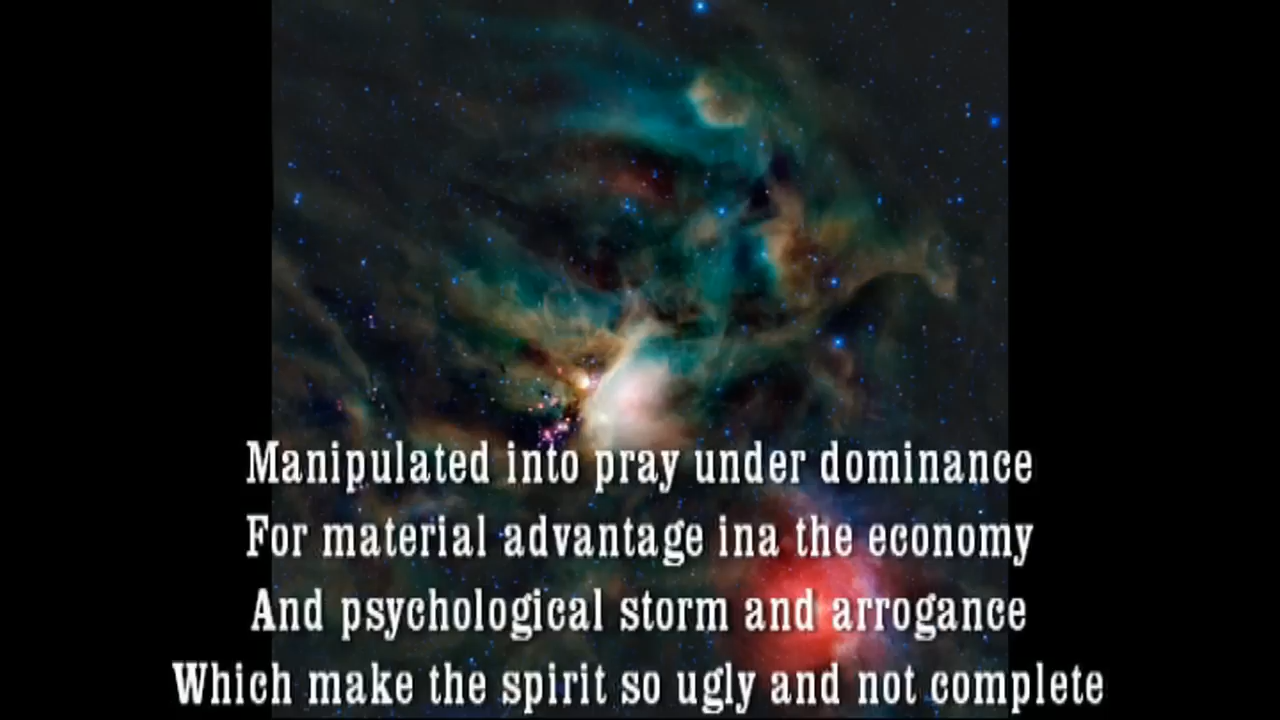 Manipulated into pray under dominance
For material advantage ina the economy
And psychological storm and arrogance
Which make the spirit so ugly and not complete